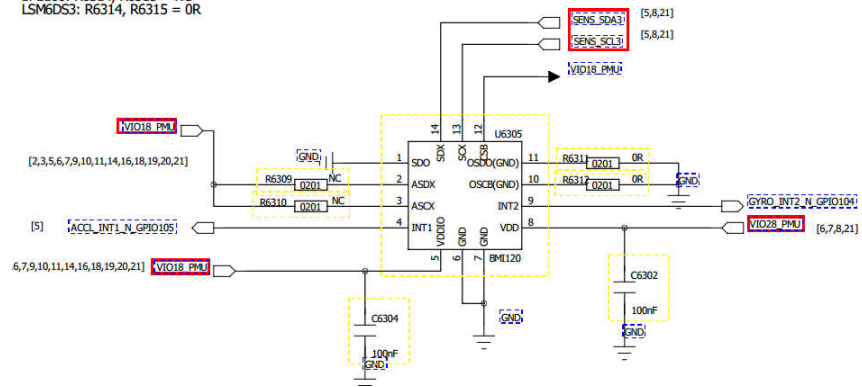 LSM6DS3: R6314, R6315 = 0R
SENS_SDA3
[5,8,21]
SENS_SCL3
[5,8,21]
VIO18_PMU
VIO18_PMU
14
13
12
U6305
SDX
SCX
CSB
[2,3,5,6,7,9,10,11,14,16,18,19,20,21]
GND
1
SDO
OSDO(GND)
11
R6311
0201
0R
R6309
0201
NC
2
ASDX
OSCB(GND)
10
R6312
0201
0R
GND
R6310
0201
NC
3
ASCX
INT2
9
GYRO_INT2_N_GPIO104
[5]
ACCL_INT1_N_GPIO105
4
INT1
VDD
8
VIO28_PMU
[6,7,8,21]
VDDIO
GND
GND
5
6
7
BMI120
.6,7,9,10,11,14,16,18,19,20,21]
VIO18_PMU
C6302
100nF
GND
C6304
100nF
GND
GND